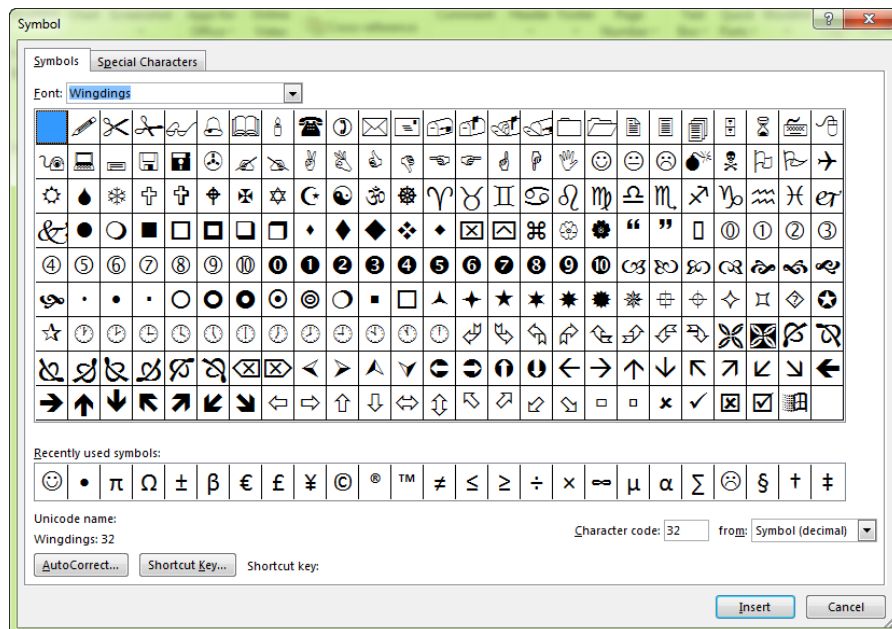 Symbol
Symbols Special Characters
Font: Wingdings
Recently used symbols:
☺ • π Ω ± β € £ ¥ © ® ™ ≠ ≤ ≥ ÷ × ∞ µ α ∑ ☹ § † ‡
Unicode name:
Wingdings: 32
Character code: 32 from: Symbol (decimal)
AutoCorrect... Shortcut Key... Shortcut key:
Insert Cancel